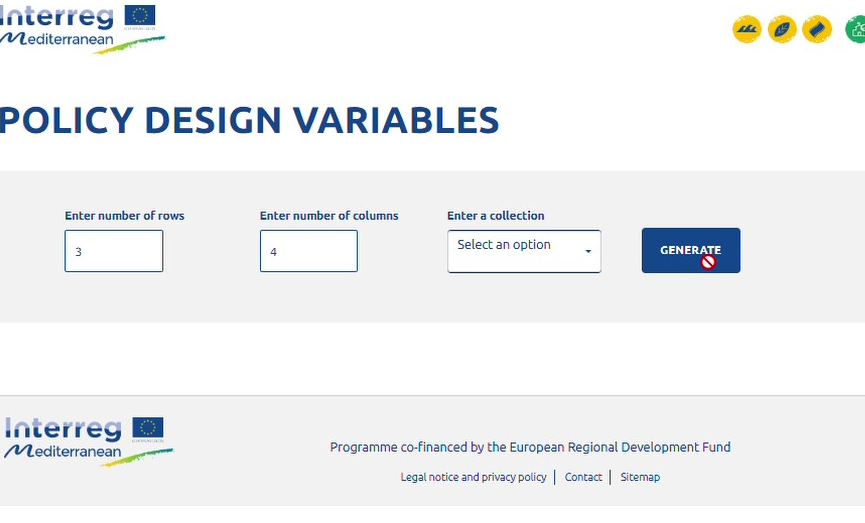 Interreg
Mediterranean
POLICY DESIGN VARIABLES
Enter number of rows
Enter number of columns
Enter a collection
3
4
Select an option
GENERATE
Interreg
Mediterranean
Programme co-financed by the European Regional Development Fund
Legal notice and privacy policy
Contact
Sitemap